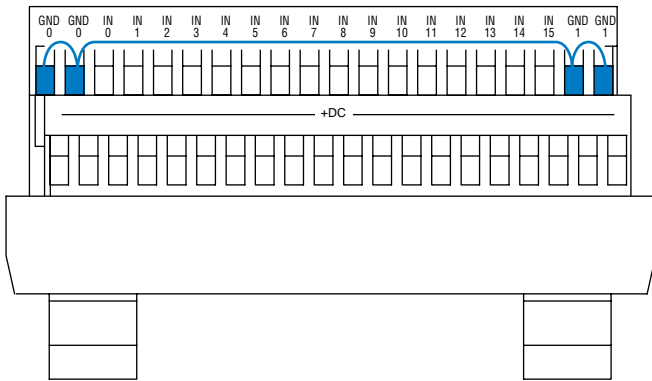 GND GND IN IN IN IN IN IN IN IN IN IN IN IN IN IN IN IN GND GND
0 0 0 1 2 3 4 5 6 7 8 9 10 11 12 13 14 15 1 1
+DC